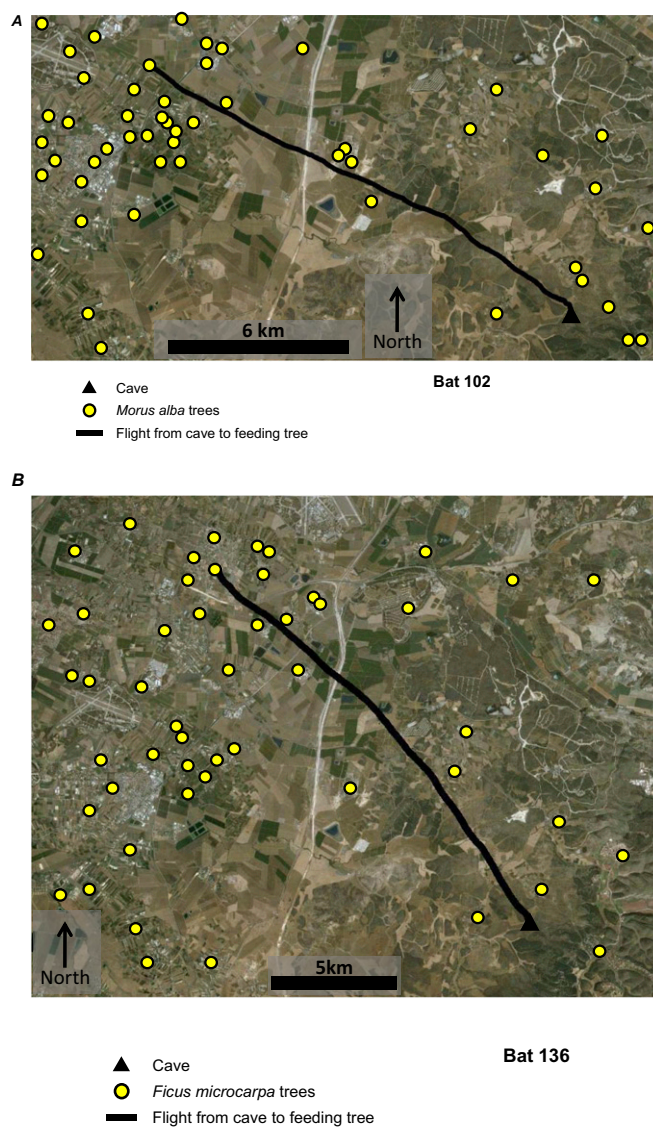 A
6 km
North
Bat 102
Cave
Morus alba trees
Flight from cave to feeding tree
B
North
5km
Bat 136
Cave
Ficus microcarpa trees
Flight from cave to feeding tree